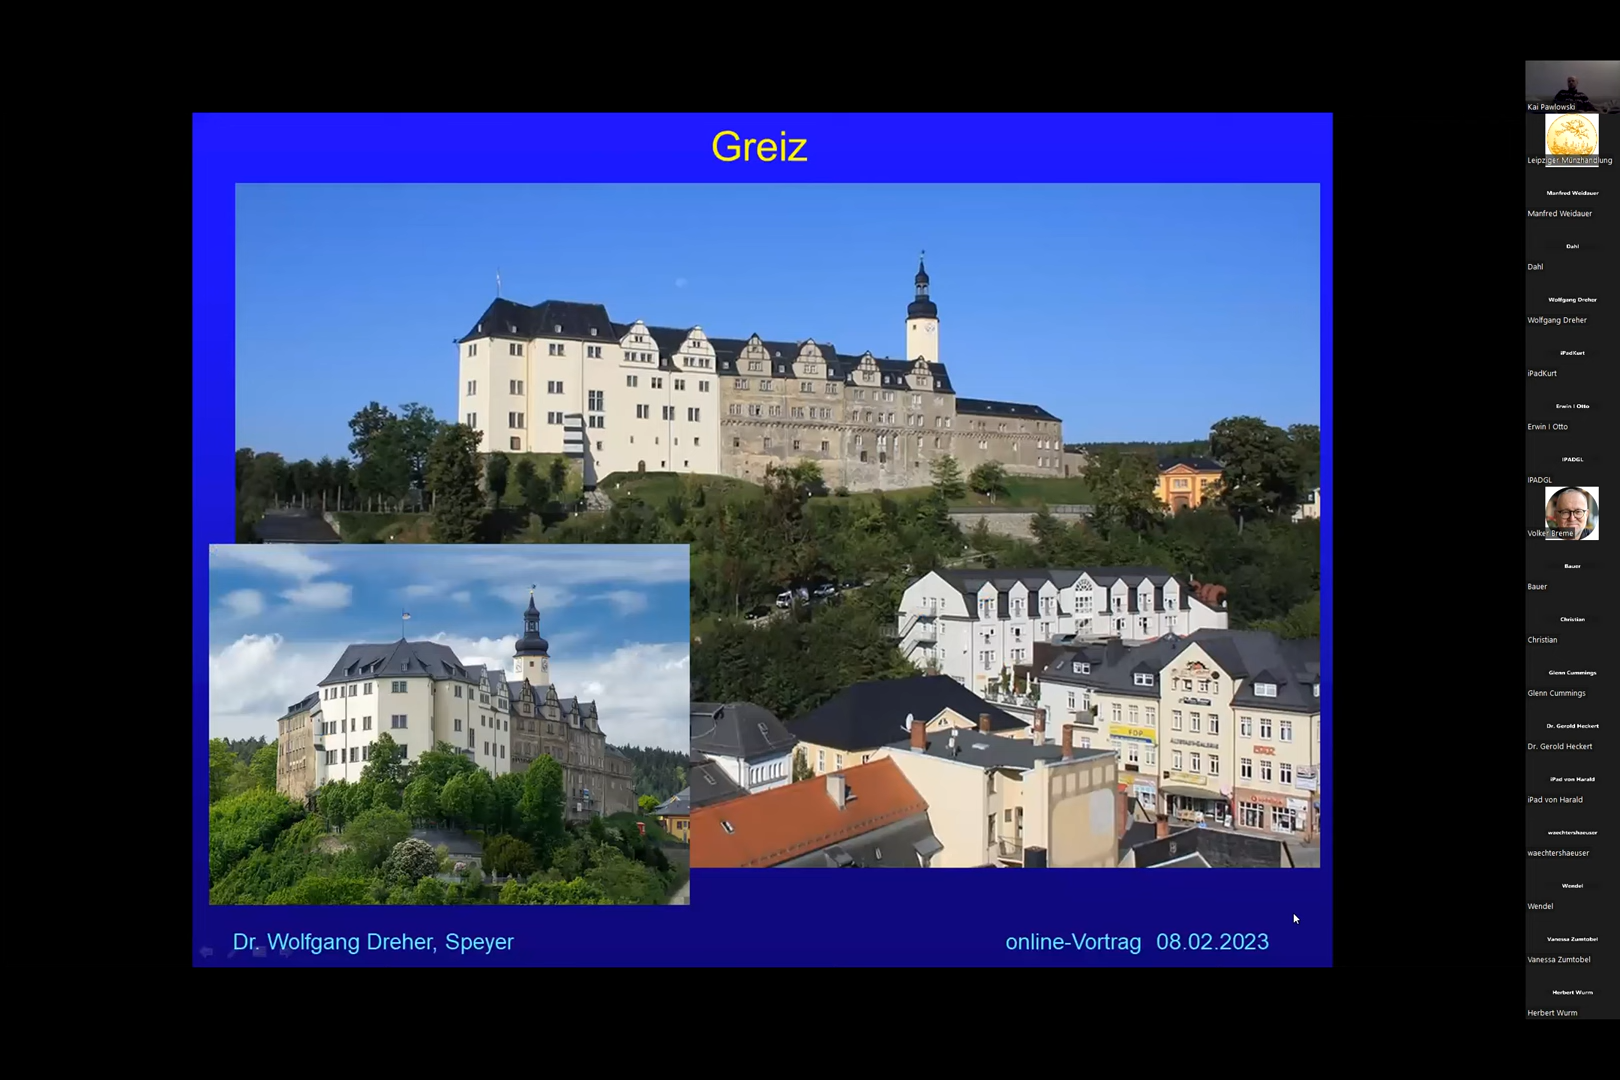 Greiz
FDP
Dr. Wolfgang Dreher, Speyer
online-Vortrag 08.02.2023
Kai Pawlowski
Leipziger Münzhandlung
Manfred Weidauer
Manfred Weidauer
Dahl
Dahl
Wolfgang Dreher
Wolfgang Dreher
iPadKurt
iPadKurt
Erwin I Otto
Erwin I Otto
IPADGL
IPADGL
Volker Breme
Bauer
Bauer
Christian
Christian
Glenn Cummings
Glenn Cummings
Dr. Gerold Heckert
Dr. Gerold Heckert
iPad von Harald
iPad von Harald
waechtershaeuser
waechtershaeuser
Wendel
Wendel
Vanessa Zumtobel
Vanessa Zumtobel
Herbert Wurm
Herbert Wurm